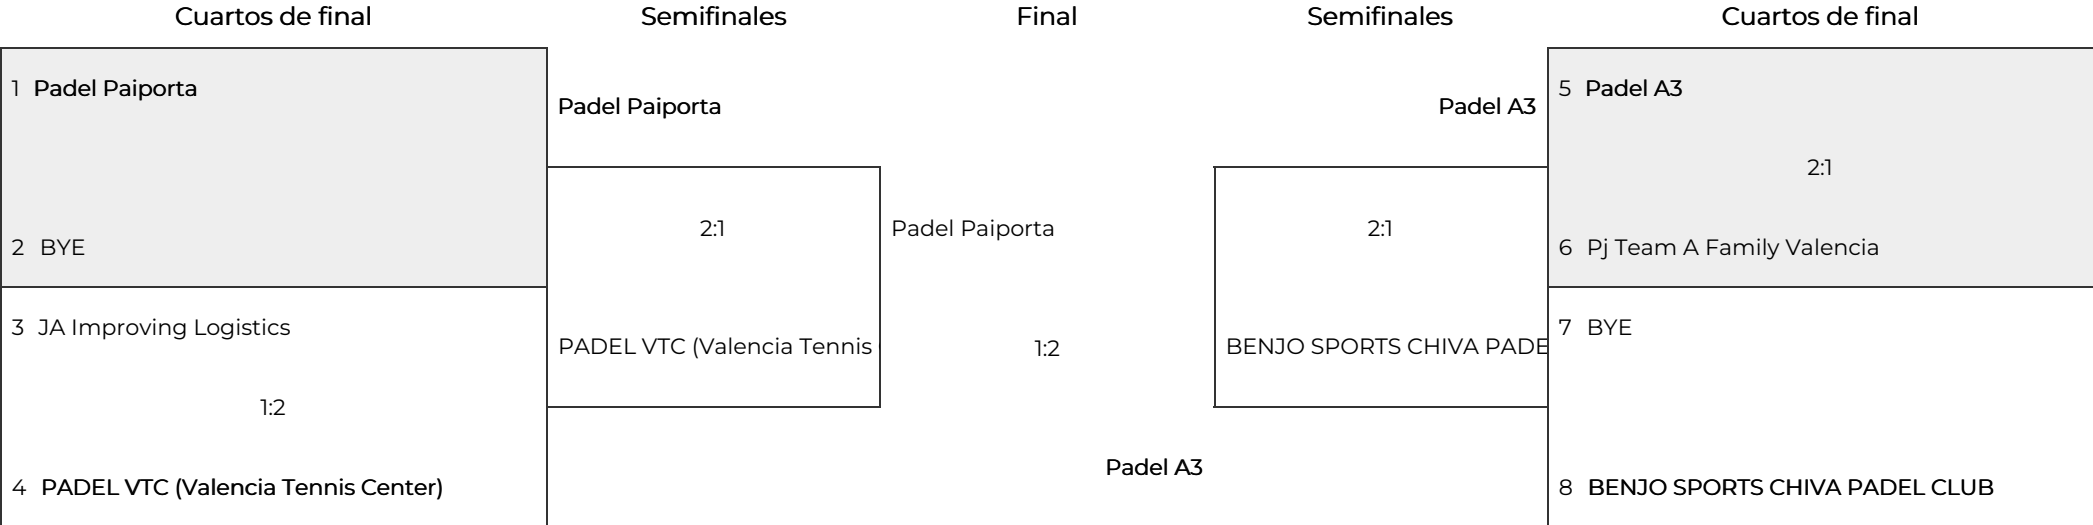 Cuartos de final
Semifinales
Final
Semifinales
Cuartos de final
1 Padel Paiporta
2 BYE
3 JA Improving Logistics
1:2
4 PADEL VTC (Valencia Tennis Center)
Padel Paiporta
2:1
PADEL VTC (Valencia Tennis
Padel Paiporta
1:2
Padel A3
Padel A3
2:1
BENJO SPORTS CHIVA PADE
5 Padel A3
2:1
6 Pj Team A Family Valencia
7 BYE
8 BENJO SPORTS CHIVA PADEL CLUB